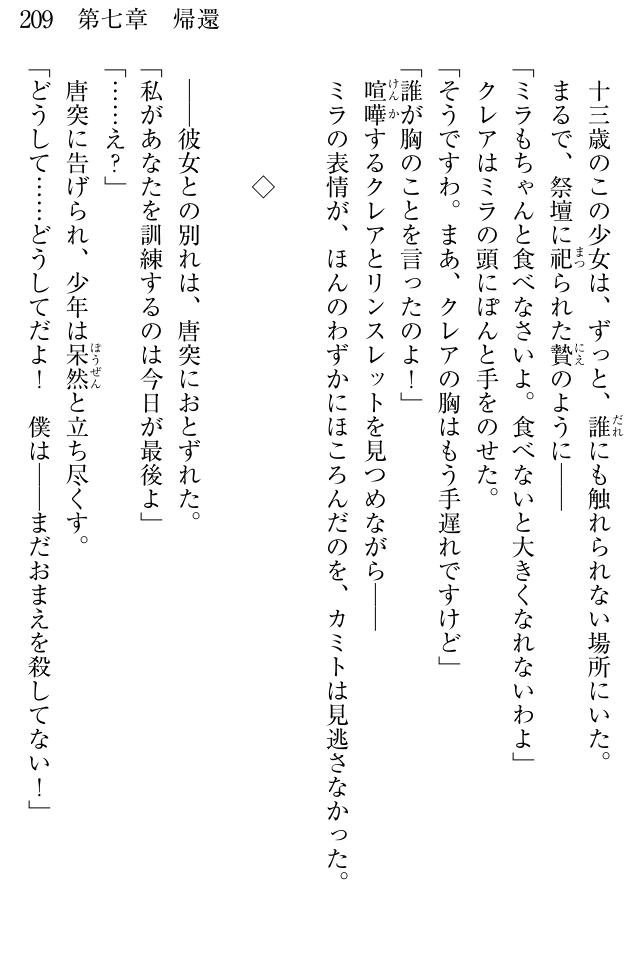 209　第七章　帰還
　十三歳のこの少女は、ずっと、誰にも触れられない場所にいた。
　まるで、祭壇に祀られた贄のように――
「ミラもちゃんと食べなさいよ。食べないと大きくなれないわよ」
　クレアはミラの頭にぽんと手をのせた。
「そうですわ。まあ、クレアの胸はもう手遅れですけど」
「誰が胸のことを言ったのよ！」
　喧嘩するクレアとリンスレットを見つめながら――
　ミラの表情が、ほんのわずかにほころんだのを、カミトは見逃さなかった。
◇
　――彼女との別れは、唐突におとずれた。
「私があなたを訓練するのは今日が最後よ」
「……え？」
　唐突に告げられ、少年は呆然と立ち尽くす。
「どうして……どうしてだよ！　僕は――まだおまえを殺してない！」